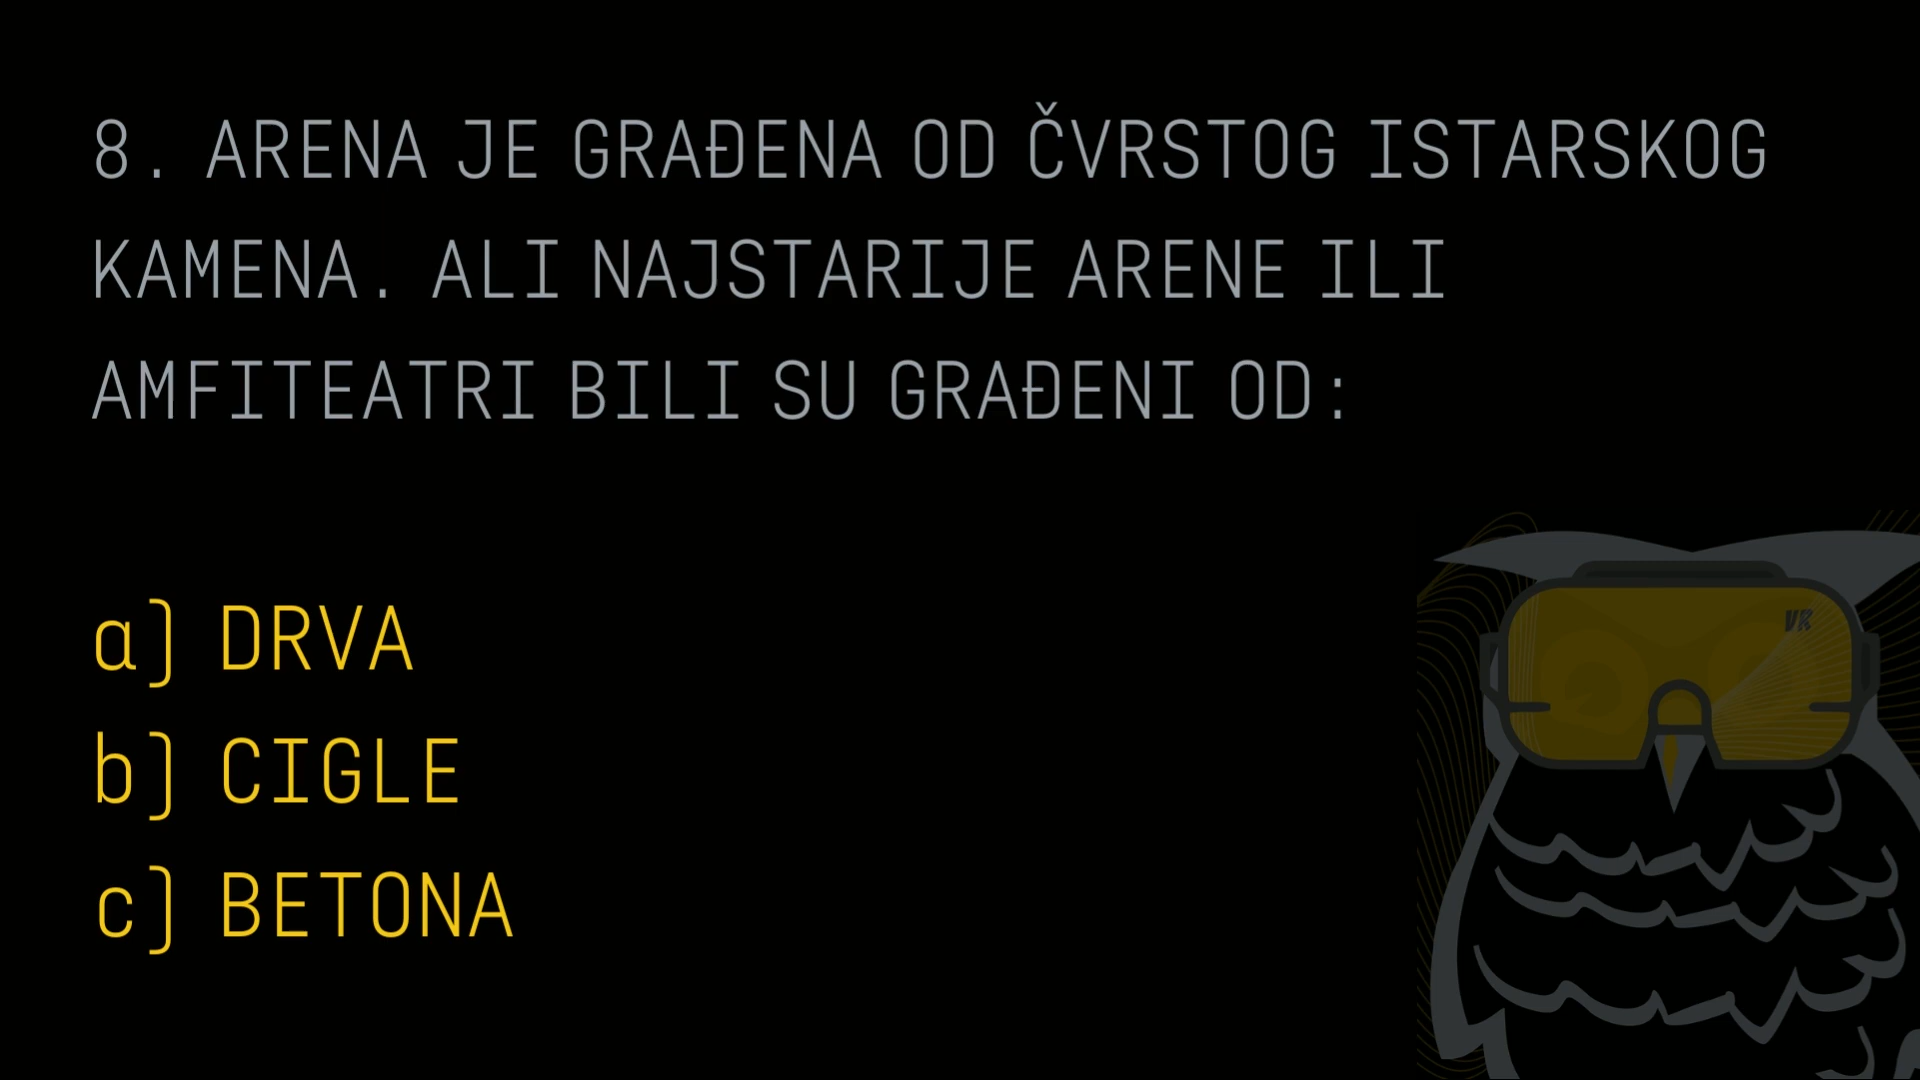 8. ARENA JE GRAĐENA OD ČVRSTOG ISTARSKOG
KAMENA. ALI NAJSTARIJE ARENE ILI
AMFITEATRI BILI SU GRAĐENI OD:
VR
a) DRVA
b) CIGLE
c) BETONA